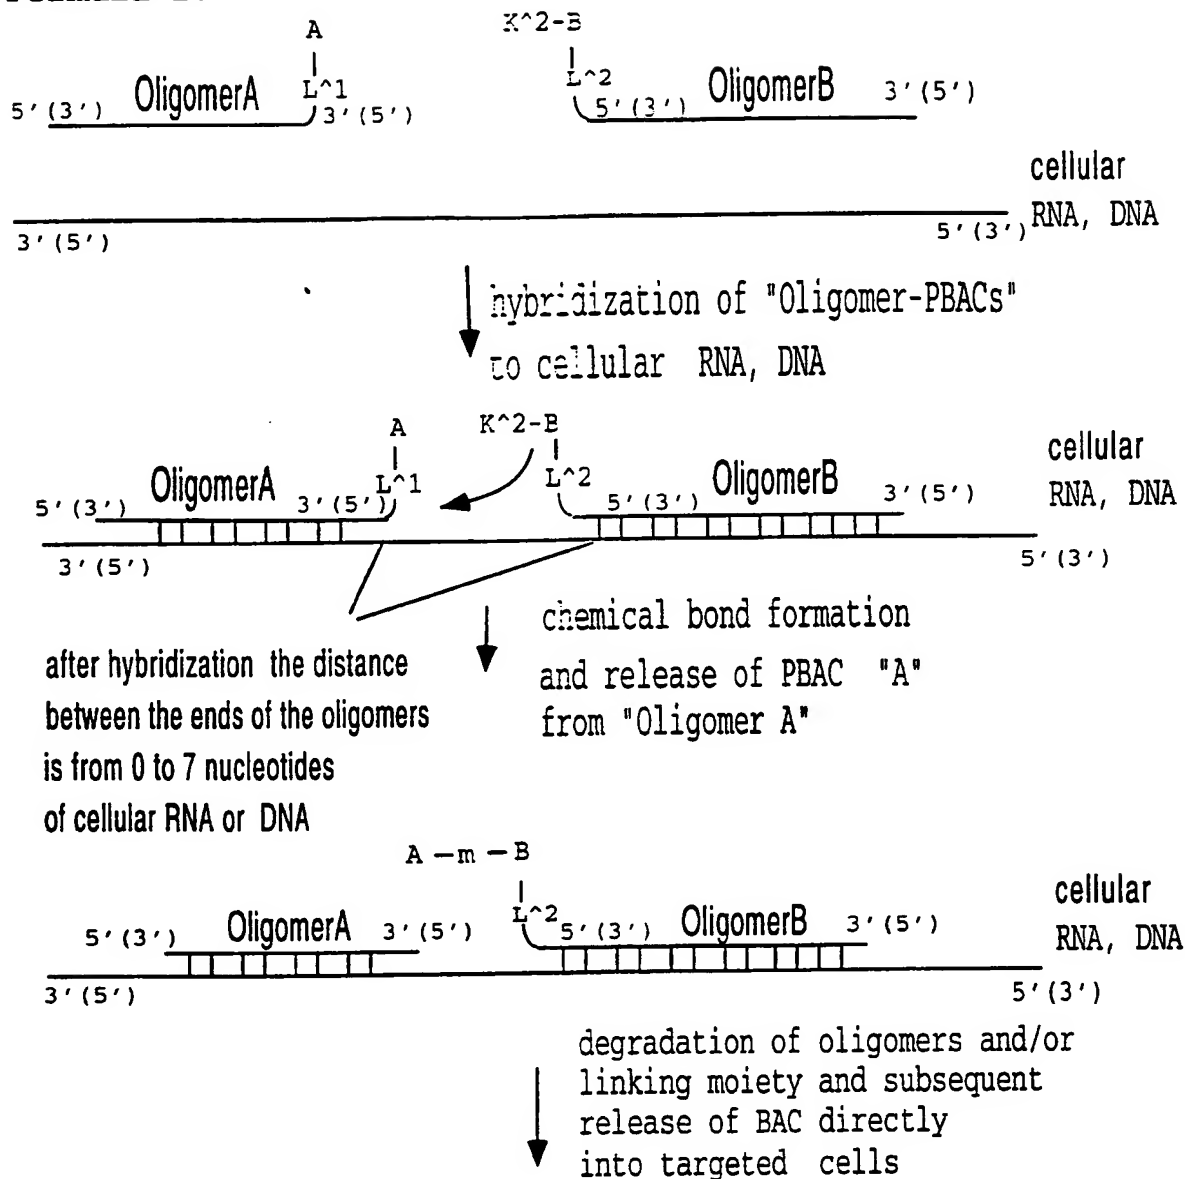 A
K^2-B
L^1
L^2
5'(3') OligomerA 3'(5')
5'(3') OligomerB 3'(5')
cellular
RNA, DNA
3'(5') 5'(3')
hybridization of "Oligomer-PBACs"
to cellular RNA, DNA
A
K^2-B
L^1
L^2
5'(3') OligomerA 3'(5')
5'(3') OligomerB 3'(5')
cellular
RNA, DNA
3'(5') 5'(3')
chemical bond formation
and release of PBAC "A"
from "Oligomer A"
after hybridization the distance
between the ends of the oligomers
is from 0 to 7 nucleotides
of cellular RNA or DNA
A — m — B
L^2
5'(3') OligomerA 3'(5')
5'(3') OligomerB 3'(5')
cellular
RNA, DNA
3'(5') 5'(3')
degradation of oligomers and/or
linking moiety and subsequent
release of BAC directly
into targeted cells